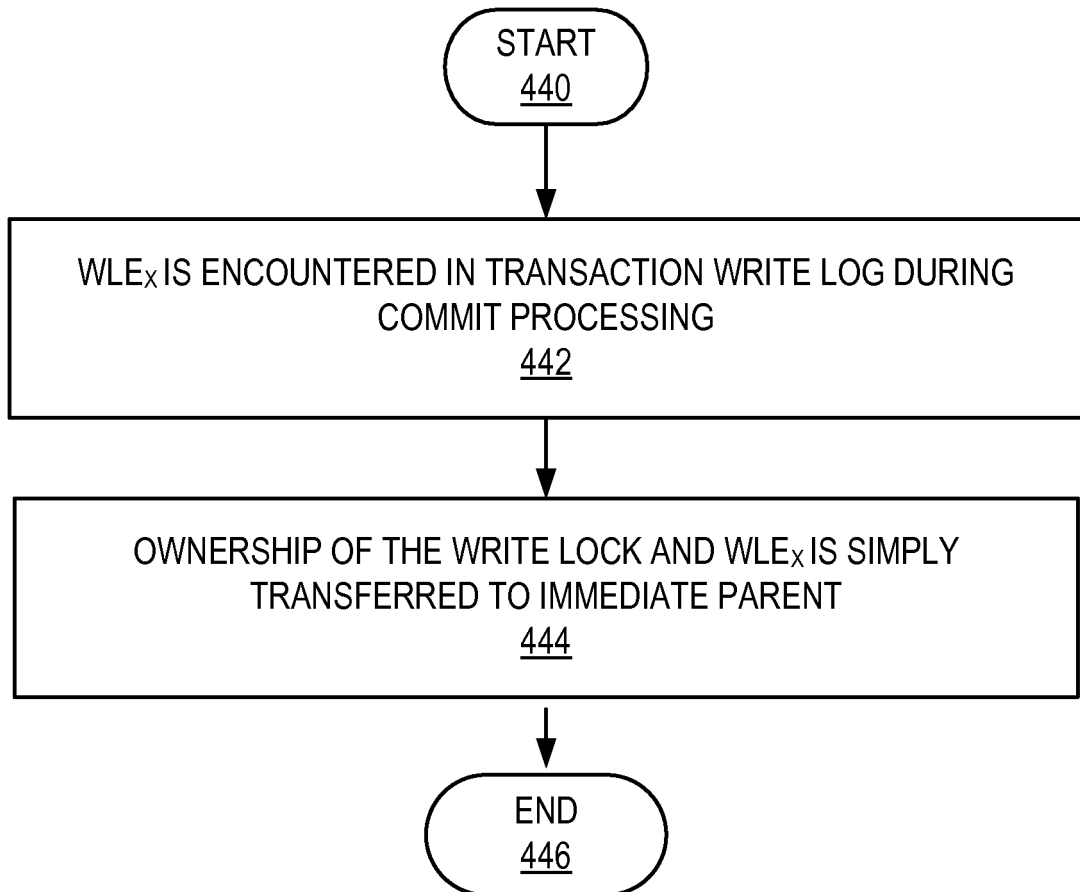 START
440
WLEX IS ENCOUNTERED IN TRANSACTION WRITE LOG DURING
COMMIT PROCESSING
442
OWNERSHIP OF THE WRITE LOCK AND WLEX IS SIMPLY
TRANSFERRED TO IMMEDIATE PARENT
444
END
446